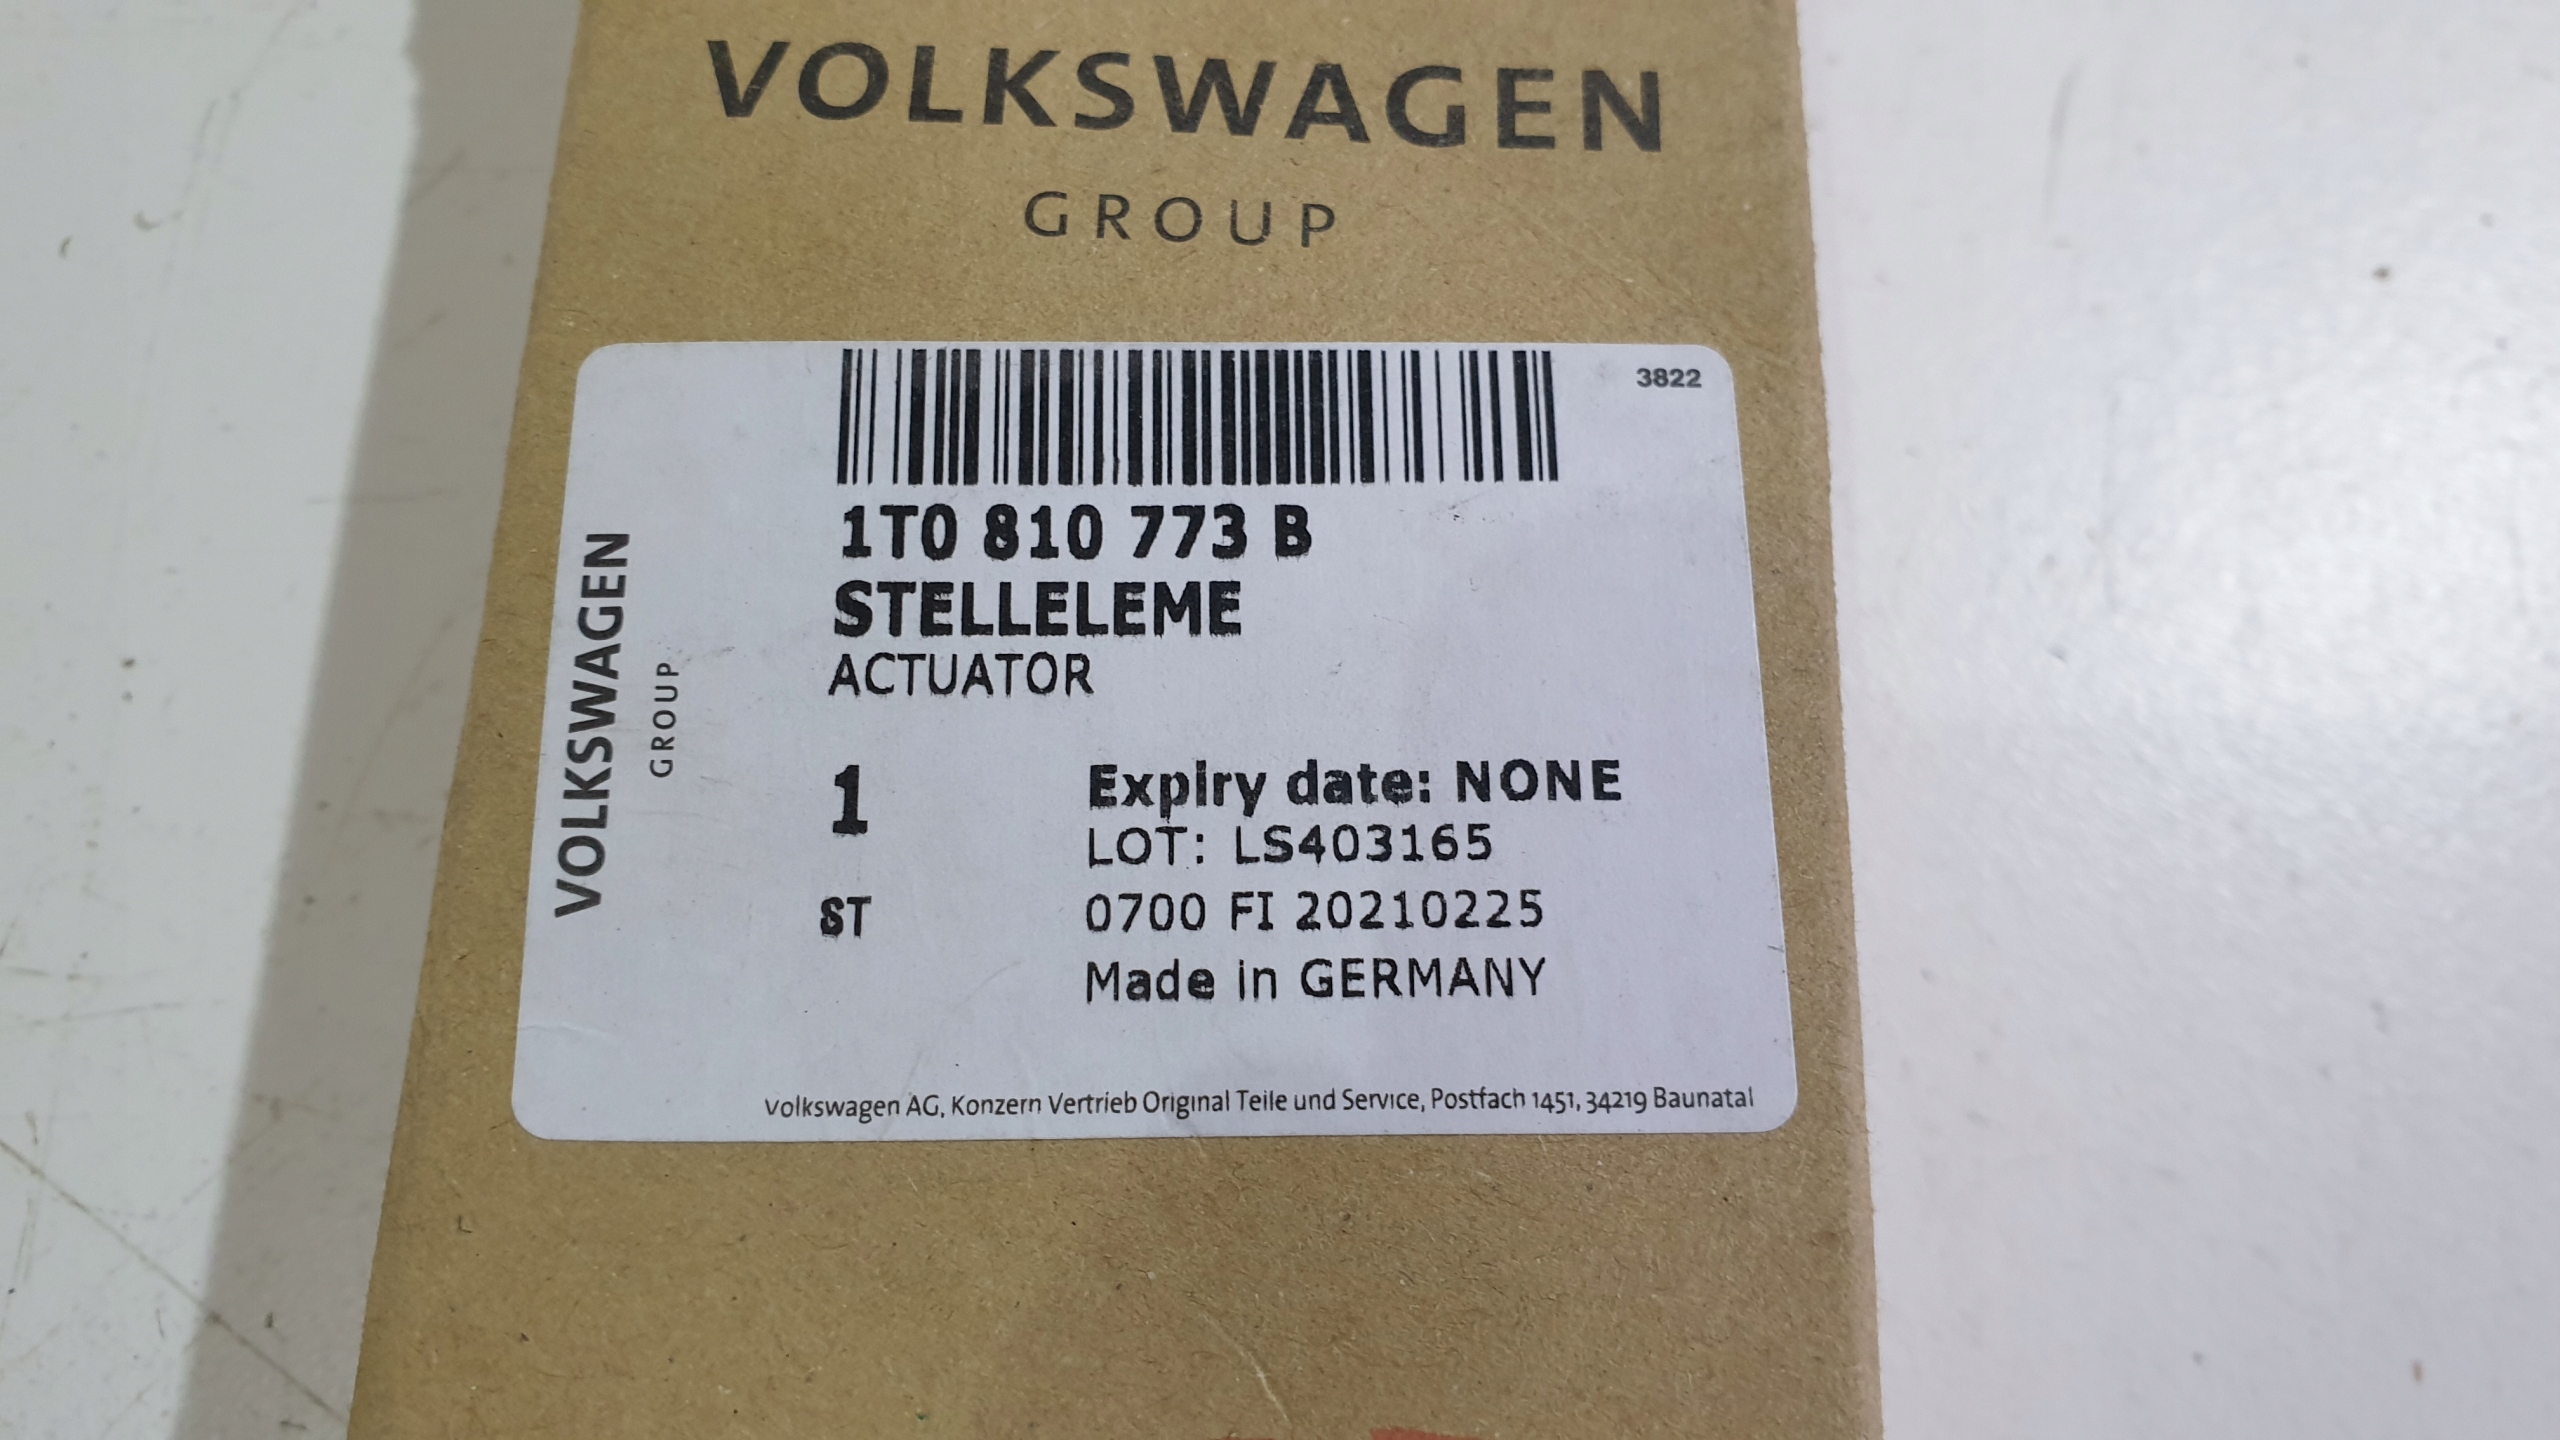 VOLKSWAGEN
GROUP
3822
1T0 810 773 B
STELLELEME
ACTUATOR
VOLKSWAGEN
GROUP
1
Expiry date: NONE
LOT: LS403165
ST
0700 FI 20210225
Made in GERMANY
Volkswagen AG, Konzern Vertrieb Original Teile und Service, Postfach 1451, 34219 Baunatal